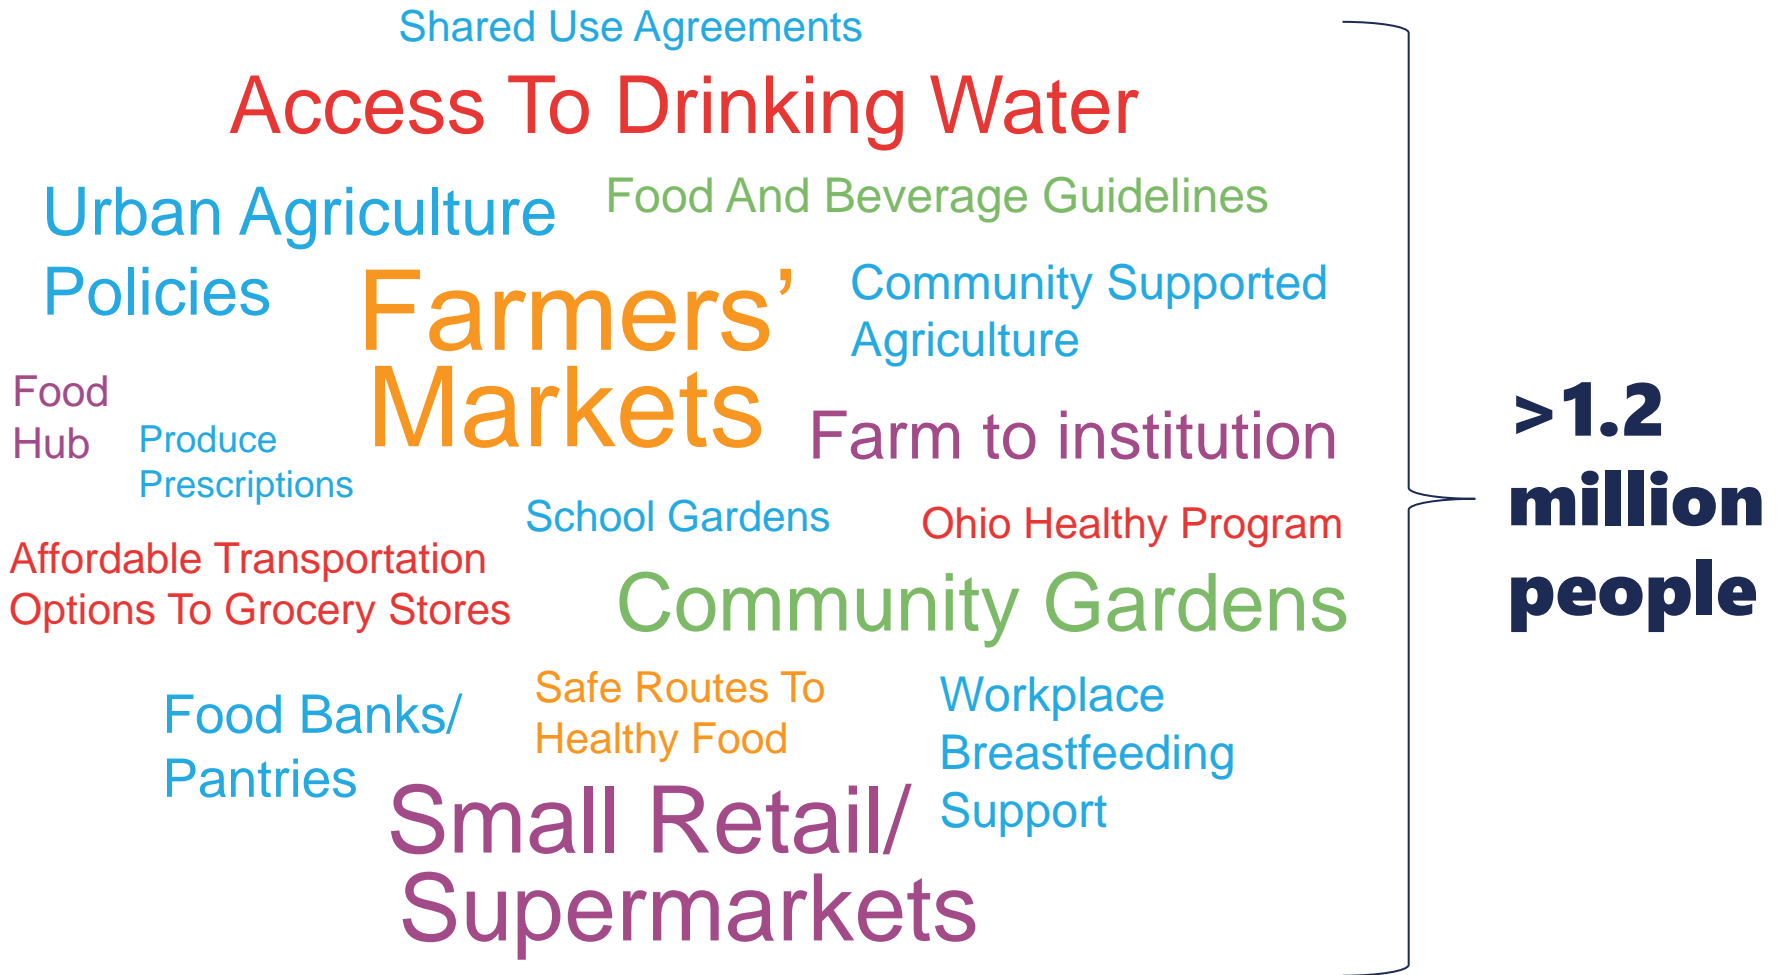 Shared Use Agreements
Access To Drinking Water
Urban Agriculture
Policies
Food And Beverage Guidelines
Farmers’
Markets
Community Supported
Agriculture
Food
Hub
Produce
Prescriptions
Farm to institution
School Gardens
Ohio Healthy Program
Affordable Transportation
Options To Grocery Stores
Community Gardens
Food Banks/
Pantries
Safe Routes To
Healthy Food
Workplace
Breastfeeding
Support
Small Retail/
Supermarkets
>1.2
million
people